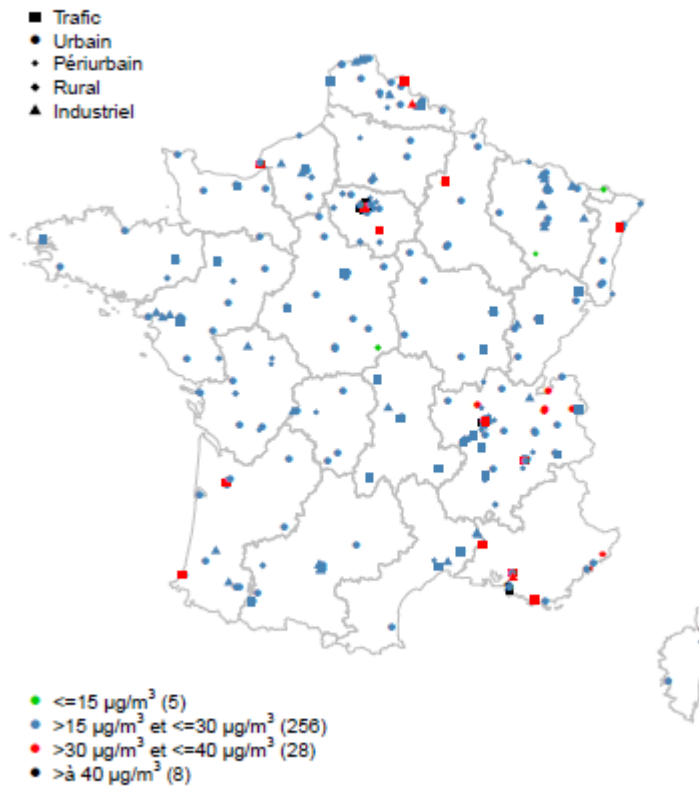 Trafic
Urbain
Périurbain
Rural
Industriel
<=15 µg/m³ (5)
>15 µg/m³ et <=30 µg/m³ (256)
>30 µg/m³ et <=40 µg/m³ (28)
>à 40 µg/m³ (8)